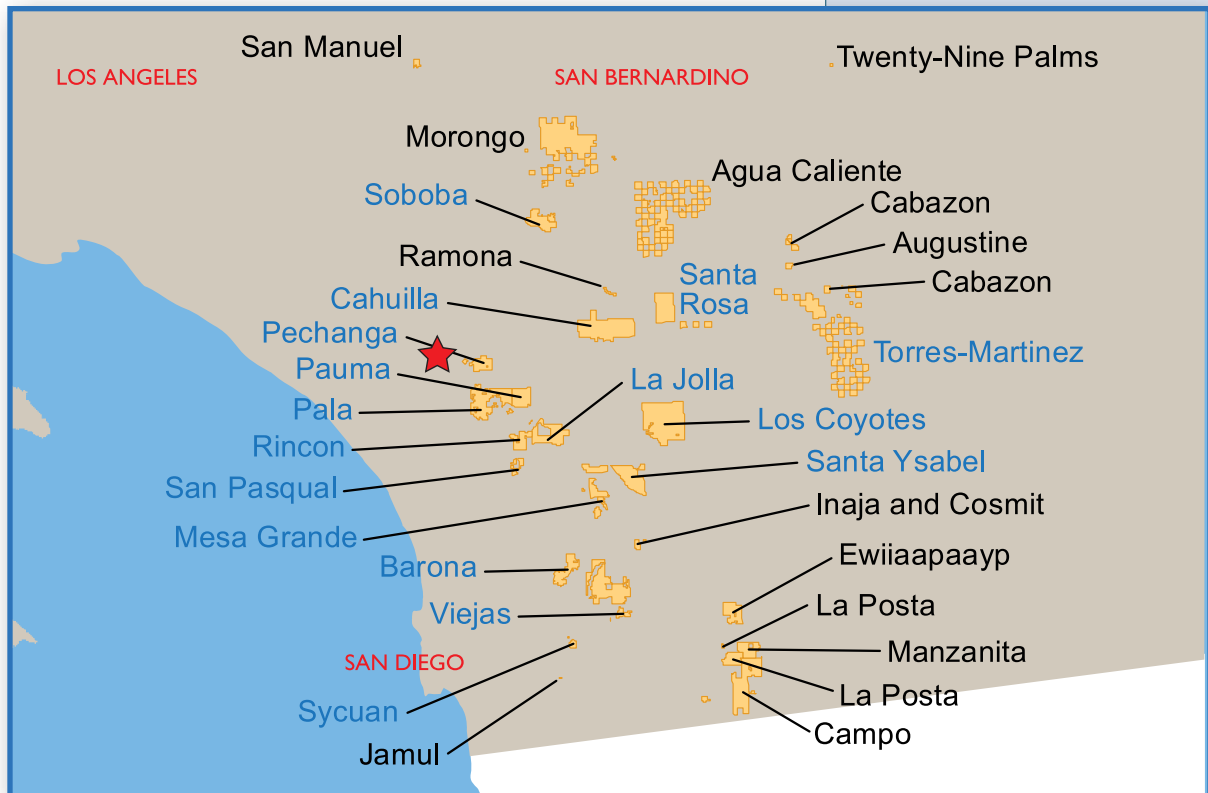 San Manuel
Twenty-Nine Palms
LOS ANGELES
SAN BERNARDINO
Morongo
Agua Caliente
Soboba
Cabazon
Augustine
Ramona
Santa
Rosa
Cabazon
Cahuilla
Pechanga
Torres-Martinez
Pauma
La Jolla
Pala
Los Coyotes
Rincon
Santa Ysabel
San Pasqual
Inaja and Cosmit
Mesa Grande
Ewiiaapaayp
Barona
La Posta
Viejas
Manzanita
SAN DIEGO
La Posta
Sycuan
Campo
Jamul